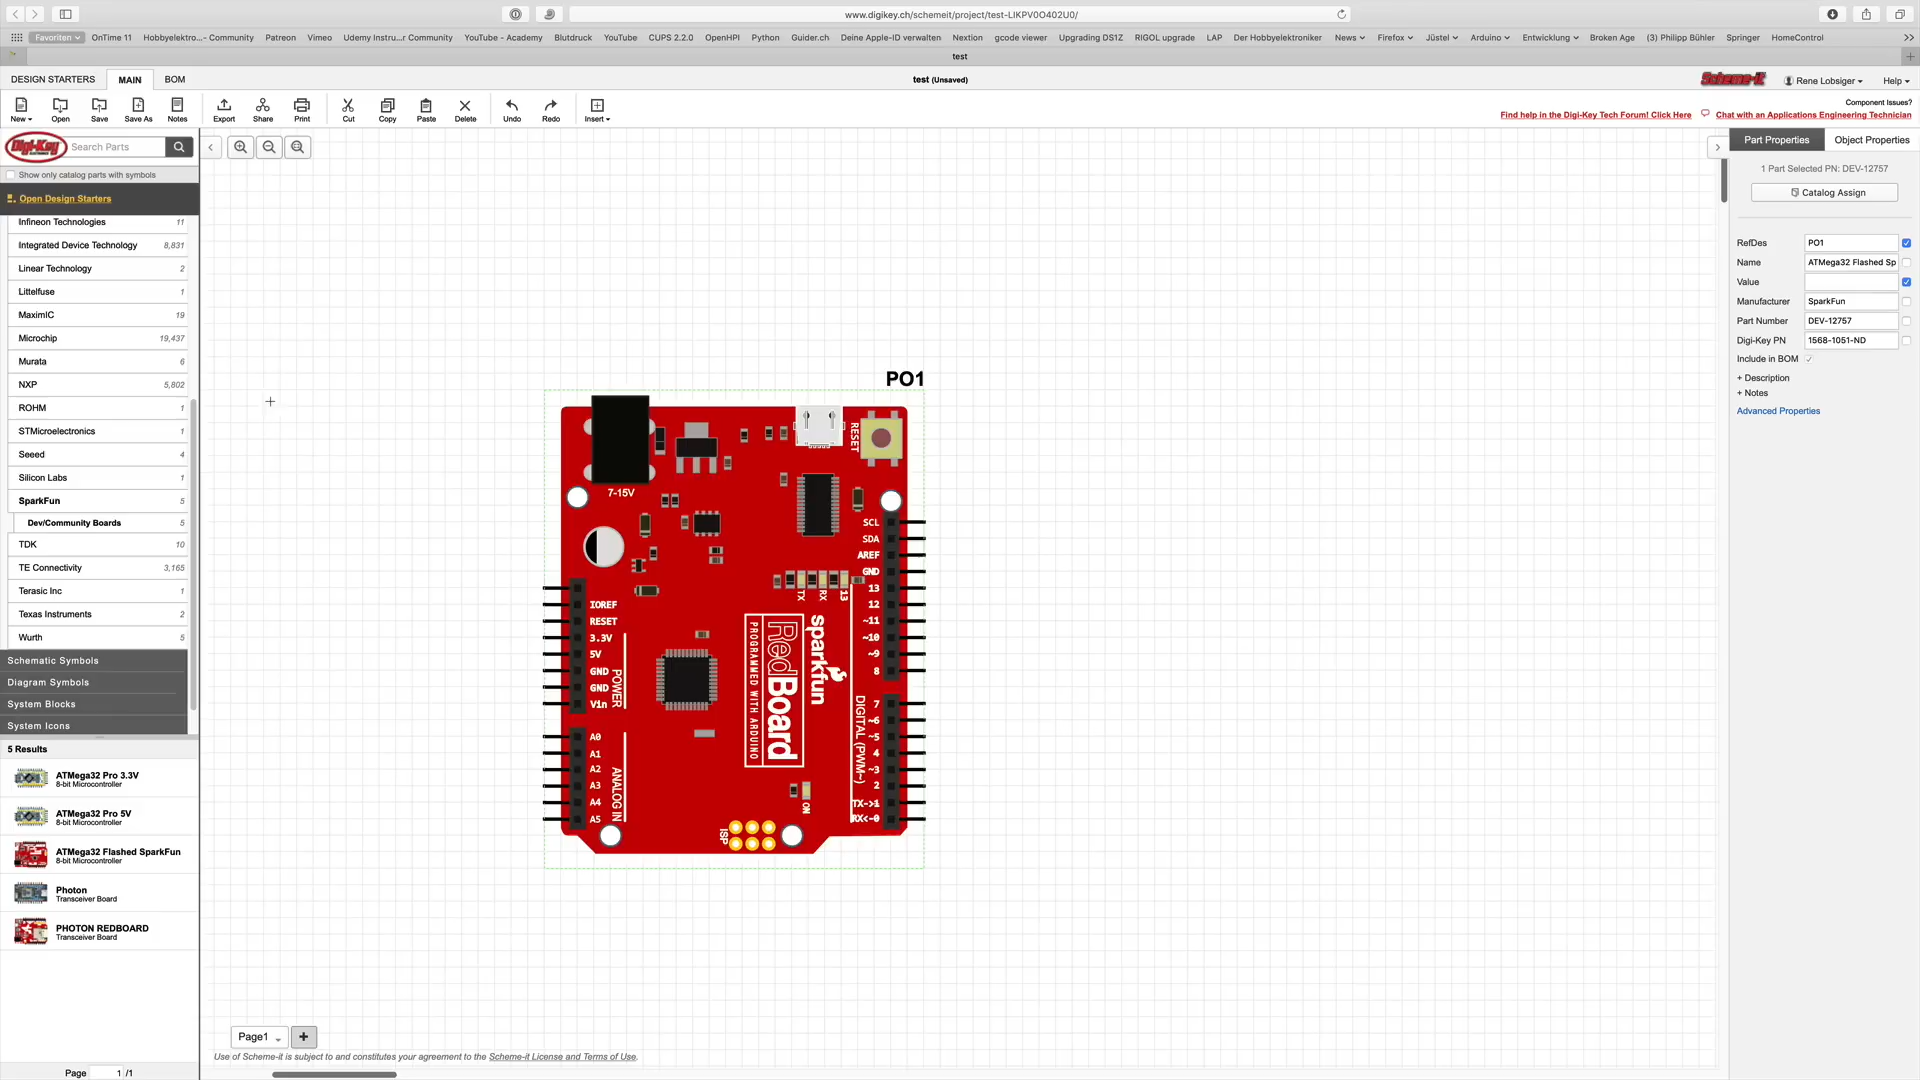 www.digikey.ch/schemeit/project/test-LIKPV0O402U0/
Favoriten
OnTime 11
Hobbyelektro...- Community
Patreon
Vimeo
Udemy Instru...r Community
YouTube - Academy
Blutdruck
YouTube
CUPS 2.2.0
OpenHPI
Python
Guider.ch
Deine Apple-ID verwalten
Nextion
gcode viewer
Upgrading DS1Z
RIGOL upgrade
LAP
Der Hobbyelektroniker
News
Firefox
Jüstel
Arduino
Entwicklung
Broken Age
(3) Philipp Bühler
Springer
HomeControl
test
DESIGN STARTERS
MAIN
BOM
test (Unsaved)
Scheme-it
Rene Lobsiger
Help
New
Open
Save
Save As
Notes
Export
Share
Print
Cut
Copy
Paste
Delete
Undo
Redo
Insert
Component Issues?
Find help in the Digi-Key Tech Forum! Click Here
Chat with an Applications Engineering Technician
Digi-Key
Search Parts
Show only catalog parts with symbols
Open Design Starters
Infineon Technologies 11
Integrated Device Technology 8,831
Linear Technology 2
Littelfuse 1
MaximIC 19
Microchip 19,437
Murata 6
NXP 5,802
ROHM 1
STMicroelectronics 1
Seeed 4
Silicon Labs 1
SparkFun 5
Dev/Community Boards 5
TDK 10
TE Connectivity 3,165
Terasic Inc 1
Texas Instruments 2
Wurth 5
Schematic Symbols
Diagram Symbols
System Blocks
System Icons
5 Results
ATMega32 Pro 3.3V
8-bit Microcontroller
ATMega32 Pro 5V
8-bit Microcontroller
ATMega32 Flashed SparkFun
8-bit Microcontroller
Photon
Transceiver Board
PHOTON REDBOARD
Transceiver Board
Page 1 /1
PO1
RESET
7-15V
SCL
SDA
AREF
GND
13
12
~11
~10
~9
8
7
~6
~5
4
~3
2
TX->1
RX<-0
TX
RX
13
IOREF
RESET
3.3V
5V
GND
GND
Vin
POWER
A0
A1
A2
A3
A4
A5
ANALOG IN
PROGRAMMED WITH ARDUINO
RedBoard
sparkfun
DIGITAL (PWM~)
ON
ISP
Page1
+
Use of Scheme-it is subject to and constitutes your agreement to the Scheme-it License and Terms of Use.
Part Properties
Object Properties
1 Part Selected PN: DEV-12757
Catalog Assign
RefDes PO1
Name ATMega32 Flashed Sp
Value
Manufacturer SparkFun
Part Number DEV-12757
Digi-Key PN 1568-1051-ND
Include in BOM
+ Description
+ Notes
Advanced Properties